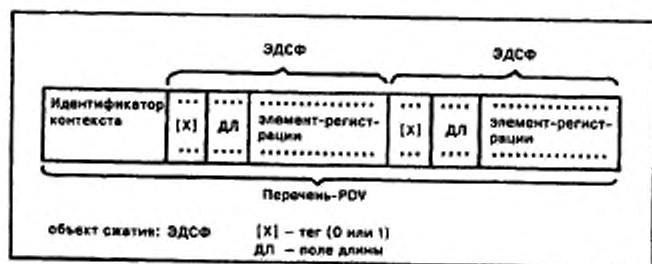 ЭДСФ ЭДСФ
Идентификатор контекста
[X] ДЛ элемент-регистрации [X] ДЛ элемент-регистрации
Перечень-PDV
объект сжатия: ЭДСФ [X] – тег (0 или 1)
ДЛ – поле длины